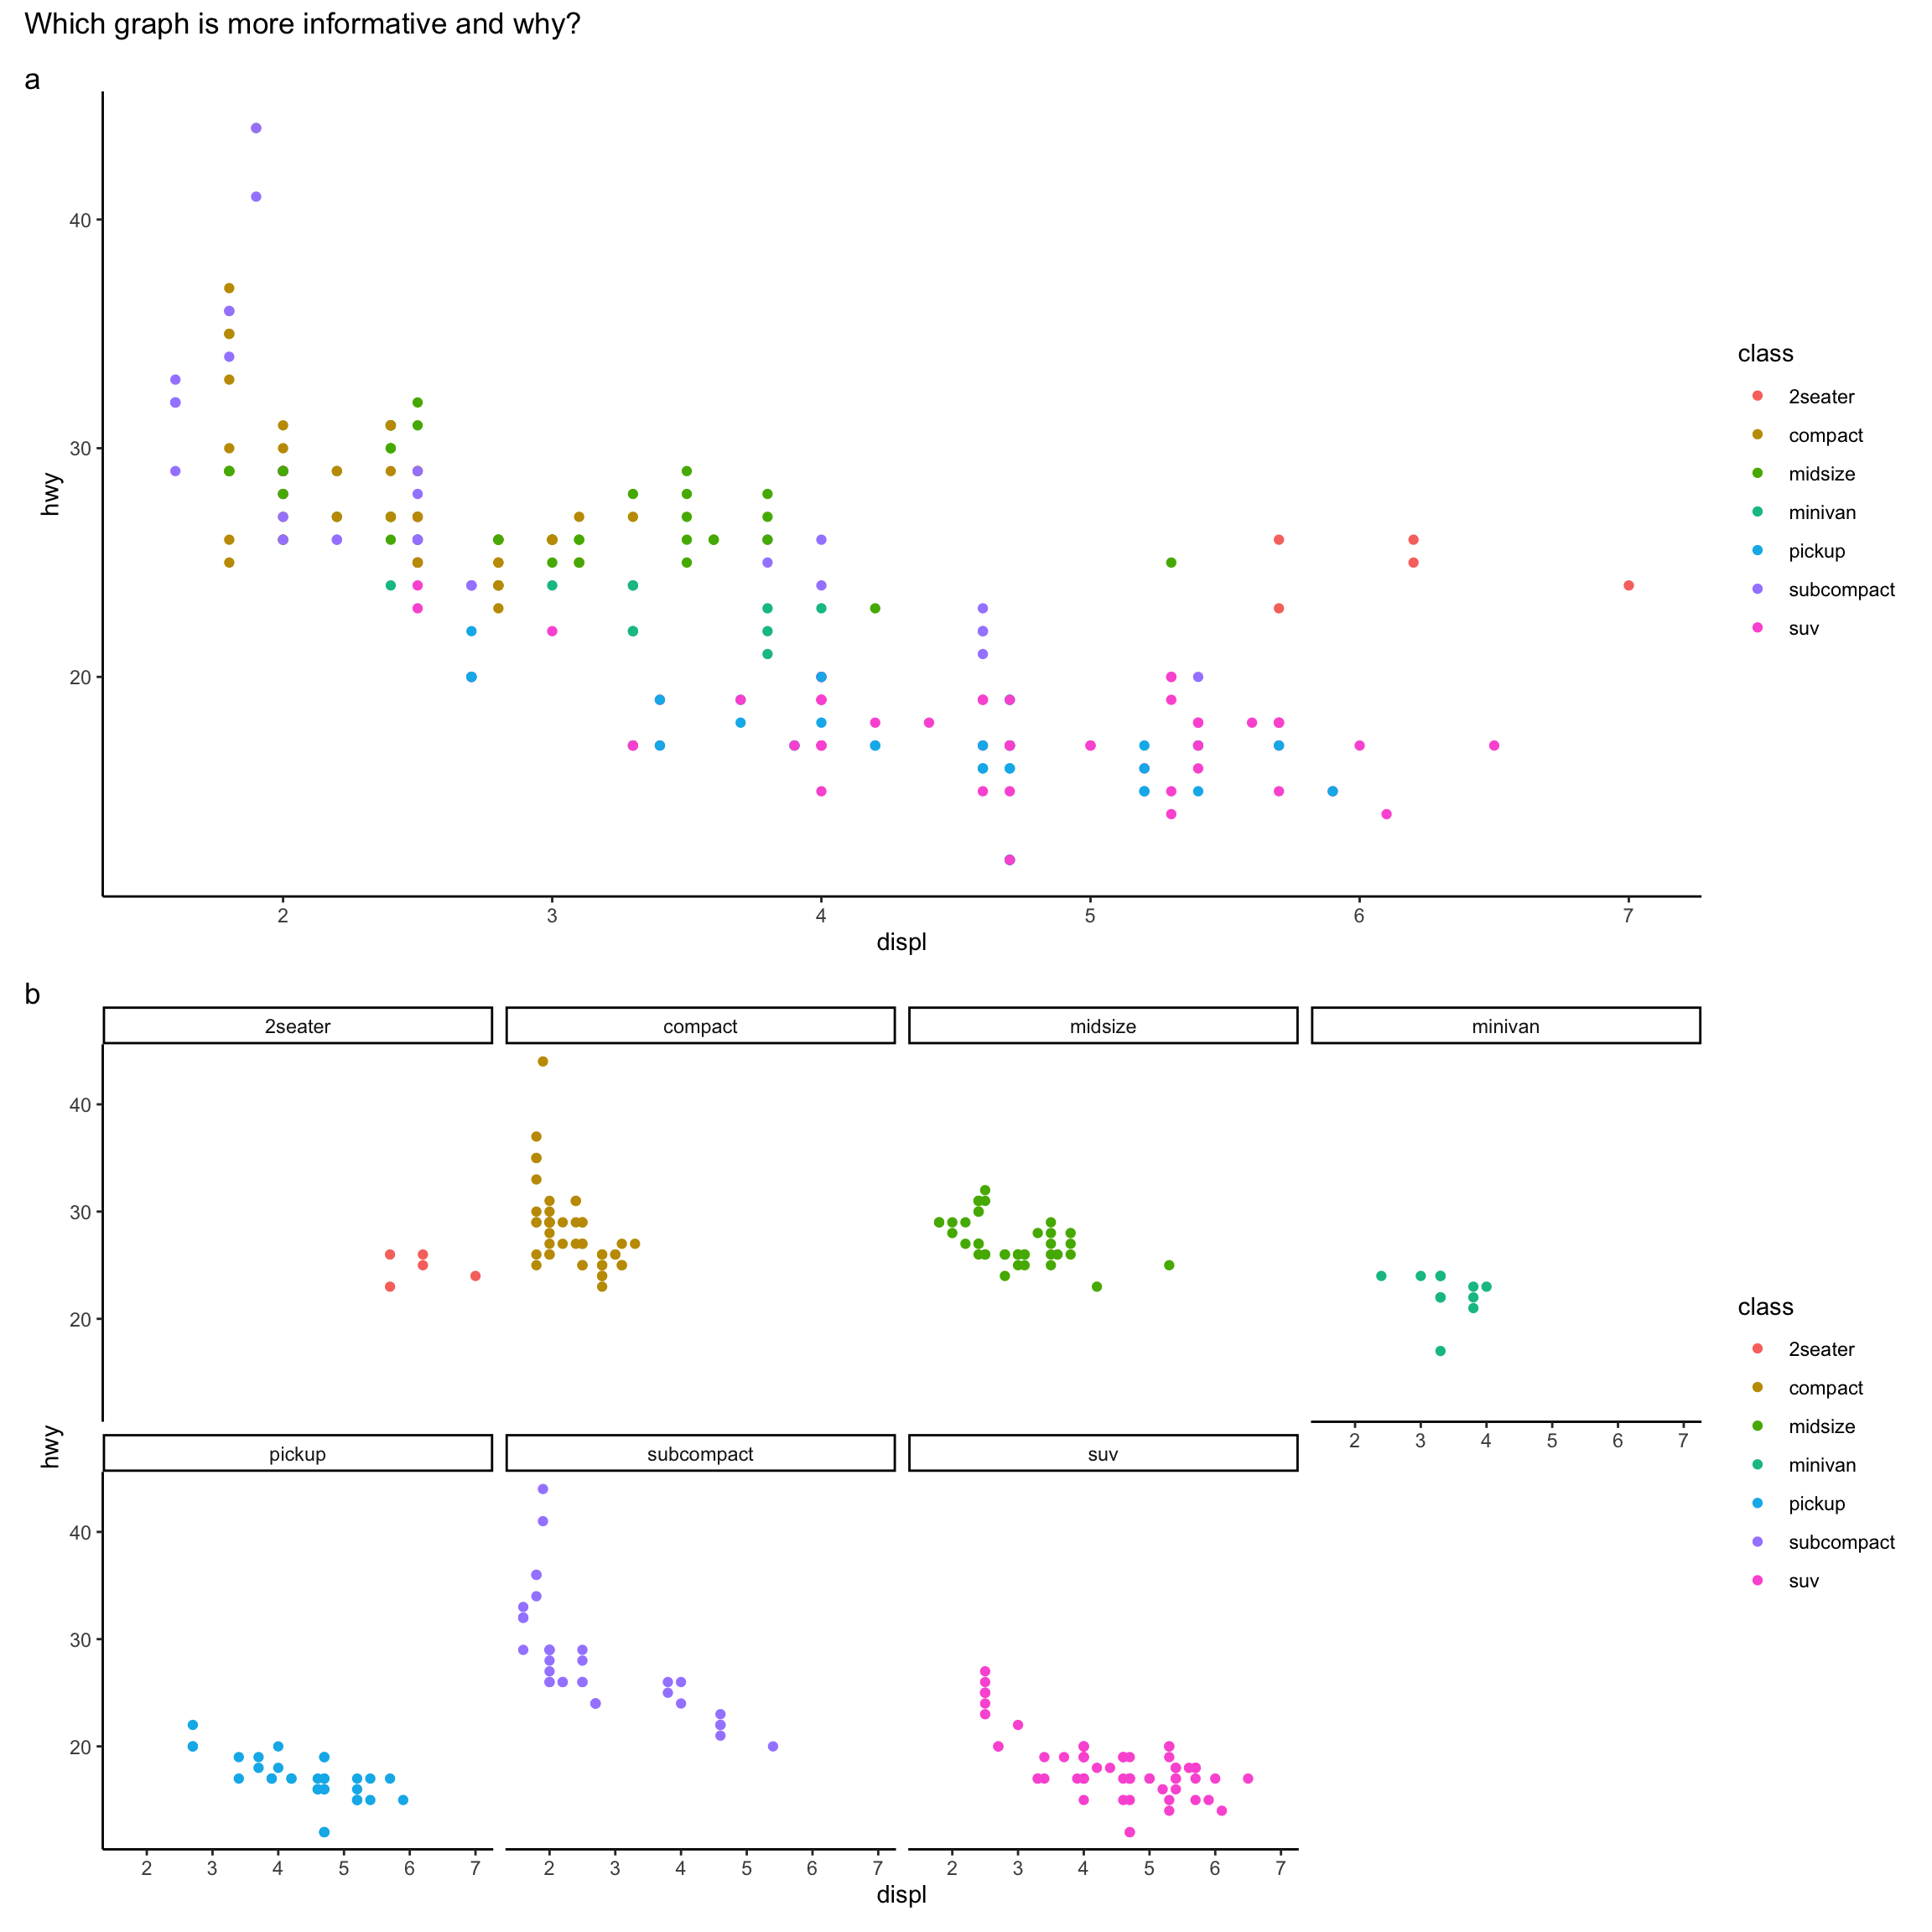 Which graph is more informative and why?
a
40
30
20
hwy
2 3 4 5 6 7
displ
class
2seater
compact
midsize
minivan
pickup
subcompact
suv
b
2seater compact midsize minivan
40
30
20
2 3 4 5 6 7
hwy
pickup subcompact suv
40
30
20
2 3 4 5 6 7 2 3 4 5 6 7 2 3 4 5 6 7
displ
class
2seater
compact
midsize
minivan
pickup
subcompact
suv